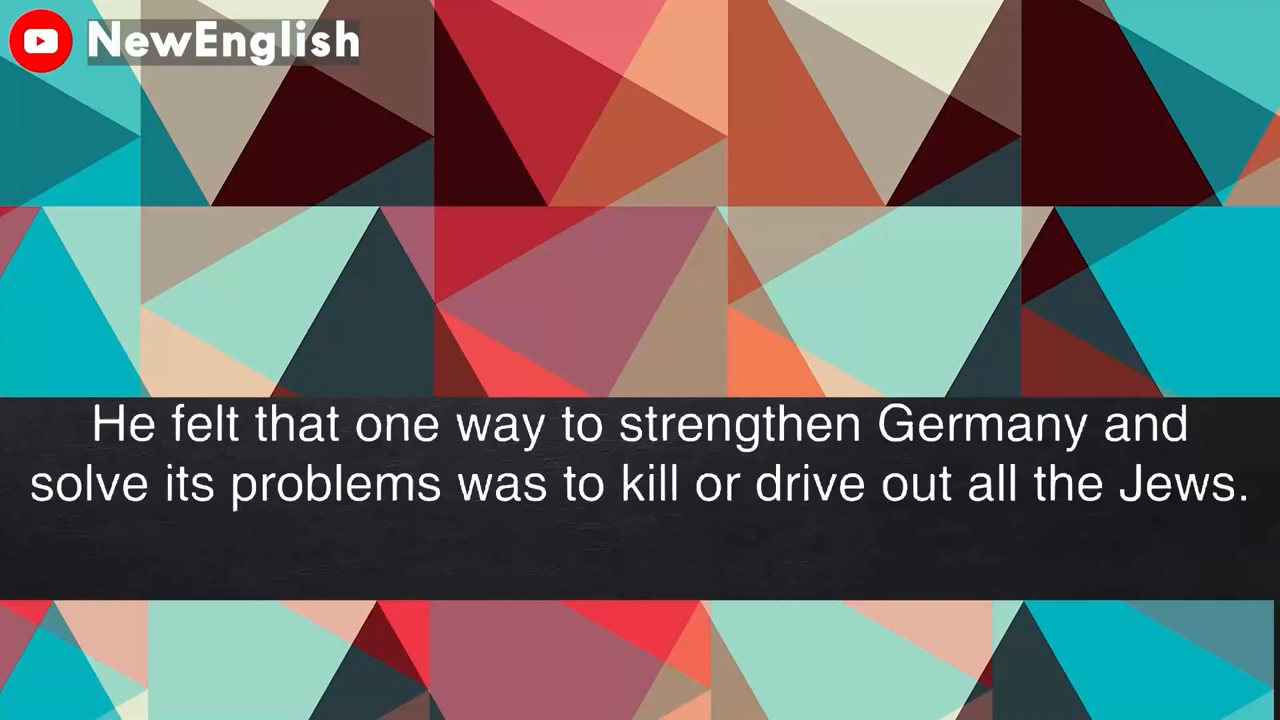 NewEnglish
He felt that one way to strengthen Germany and
solve its problems was to kill or drive out all the Jews.